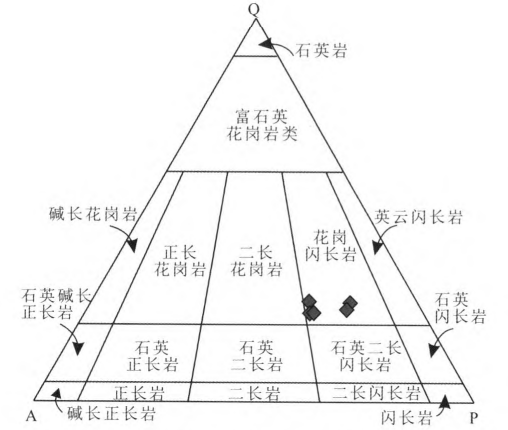 Q
石英岩
富石英
花岗岩类
碱长花岗岩
正长
花岗岩
二长
花岗岩
花岗
闪长岩
英云闪长岩
石英碱长
正长岩
石英
正长岩
石英
二长岩
石英二长
闪长岩
石英
闪长岩
正长岩
二长岩
二长闪长岩
A
碱长正长岩
闪长岩
P